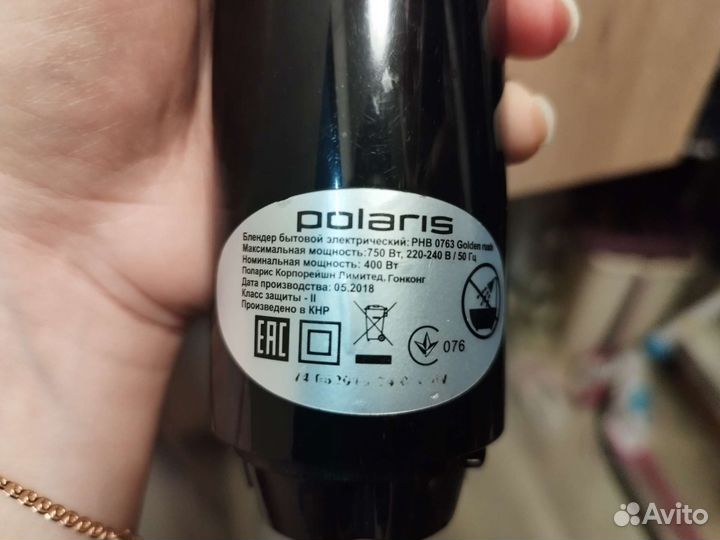 polaris
Блендер бытовой электрический: PHB 0763 Golden rush
Максимальная мощность:750 Вт, 220-240 В / 50 Гц
Номинальная мощность: 400 Вт
Поларис Корпорейшн Лимитед, Гонконг
Дата производства: 05.2018
Класс защиты - II
Произведено в КНР
EAC
076
Avito